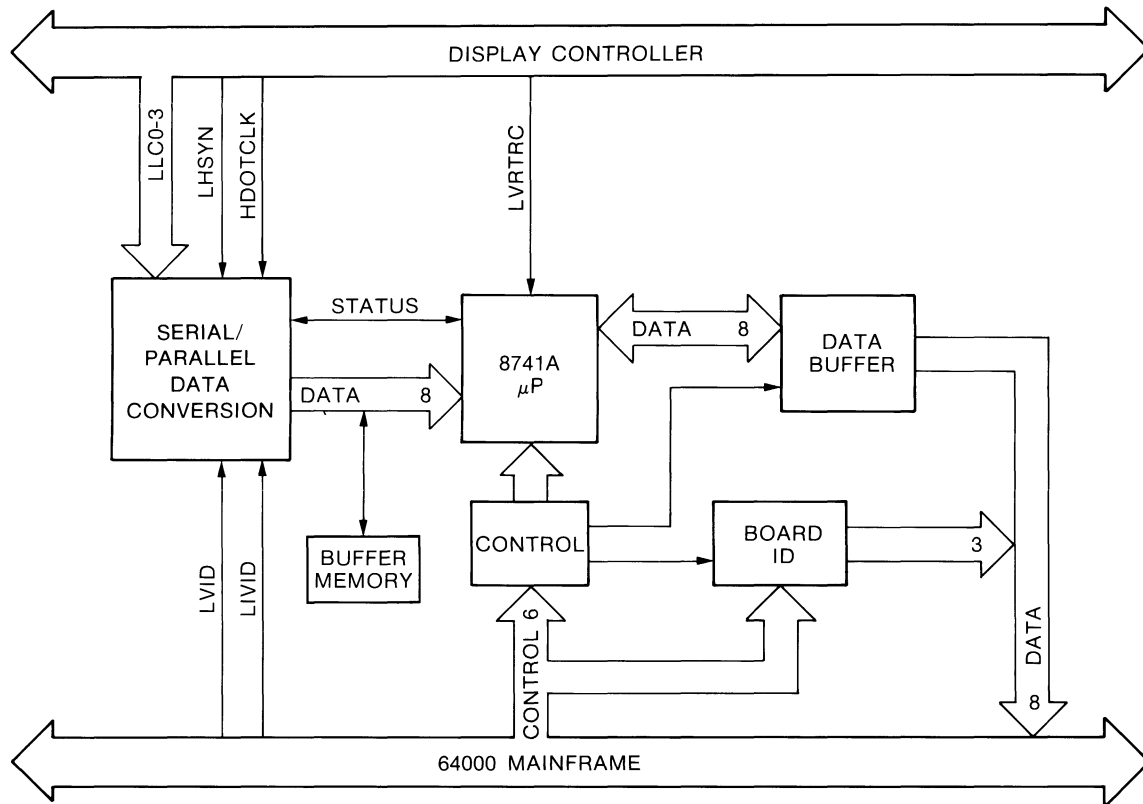 DISPLAY CONTROLLER
LLC0-3
LHSYN
HDOTCLK
LVRTRC
SERIAL/
PARALLEL
DATA
CONVERSION
STATUS
DATA 8
8741A
μP
DATA 8
DATA
BUFFER
BUFFER
MEMORY
CONTROL
BOARD
ID
3
LVID
LIVID
CONTROL 6
DATA
8
64000 MAINFRAME